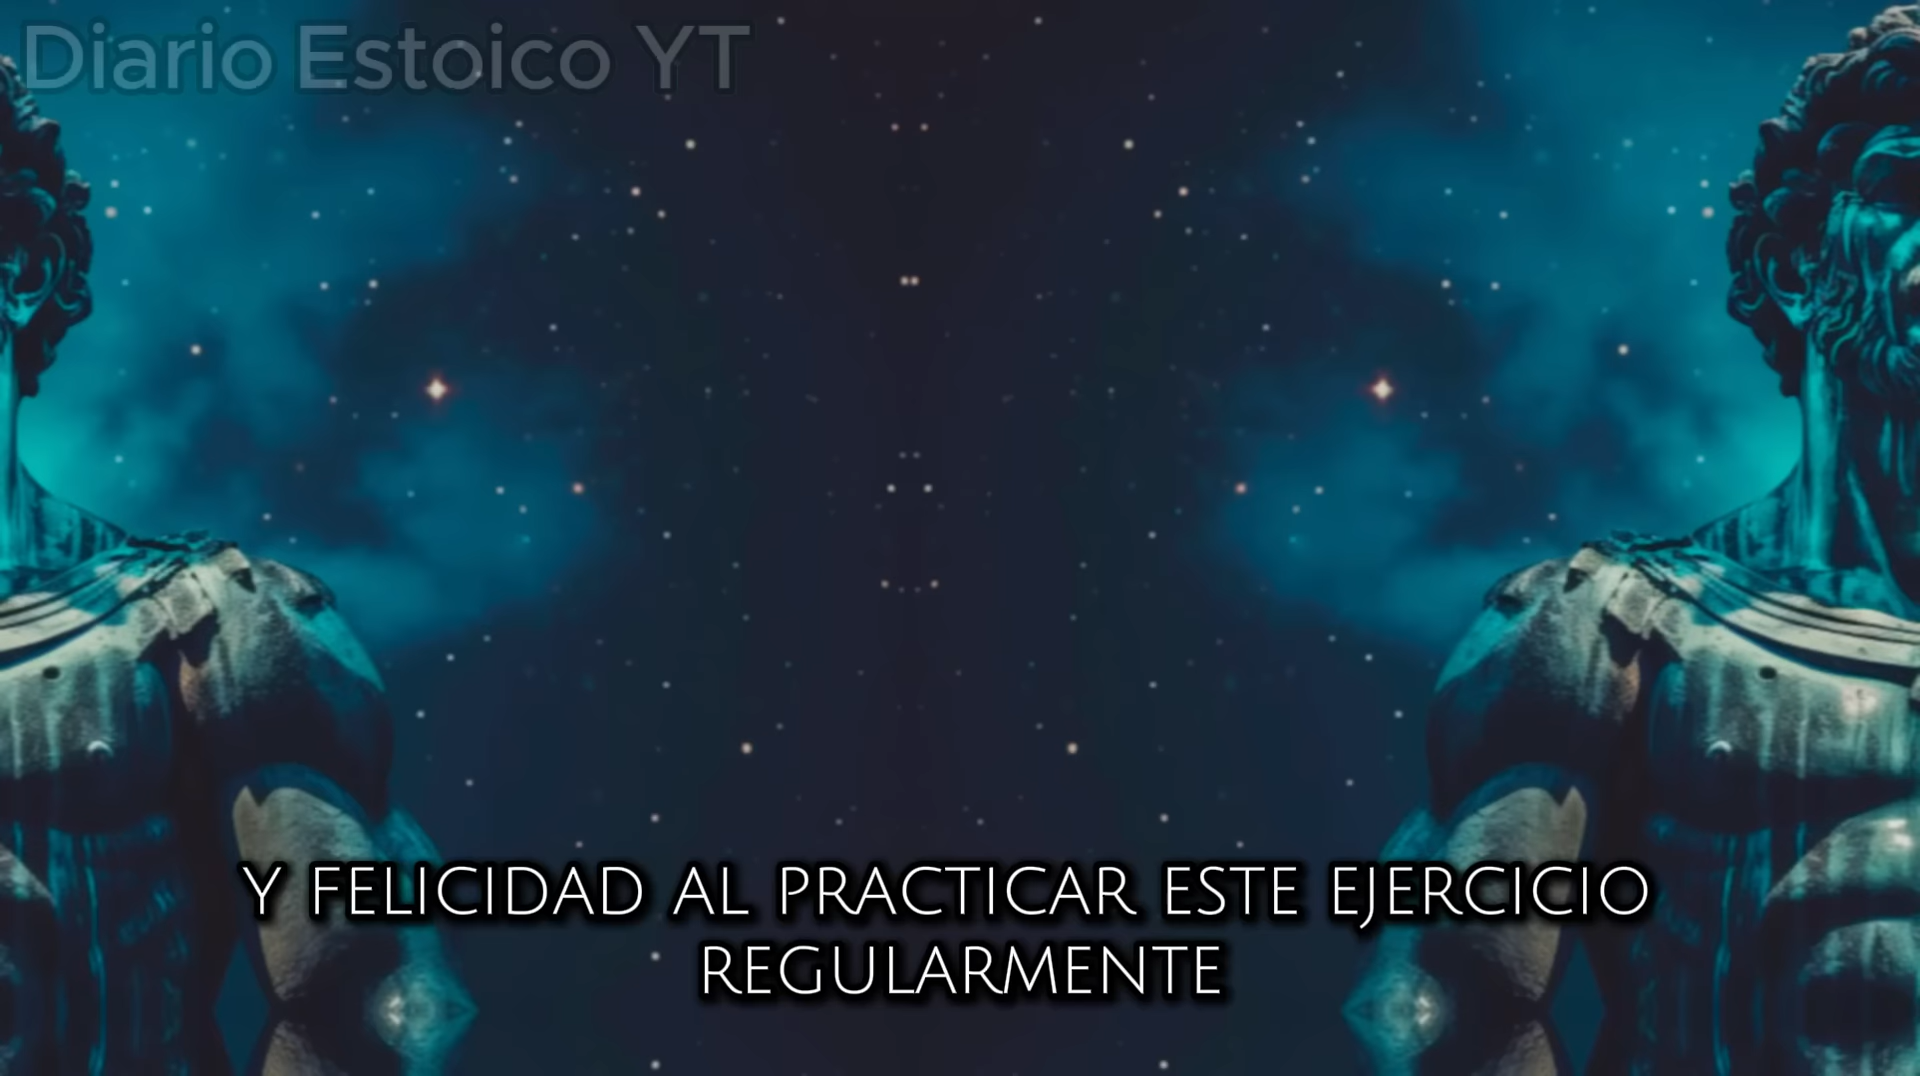 Diario Estoico YT
Y FELICIDAD AL PRACTICAR ESTE EJERCICIO
REGULARMENTE